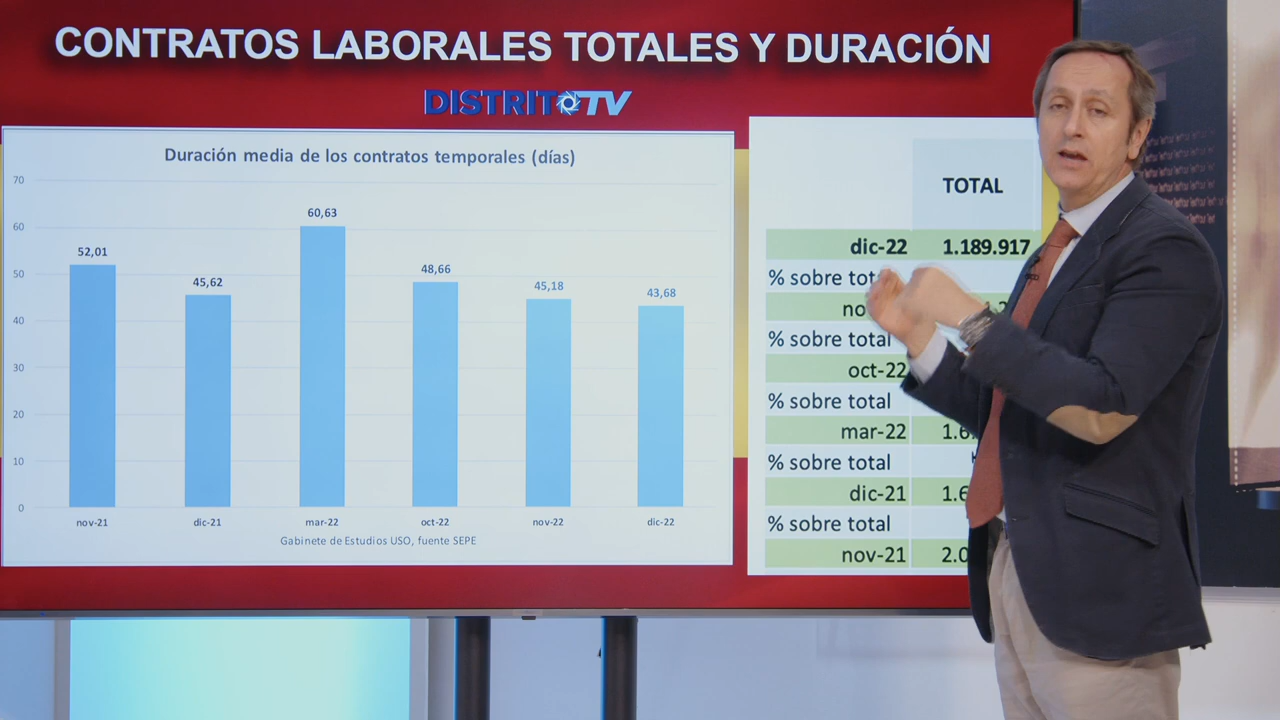 CONTRATOS LABORALES TOTALES Y DURACIÓN
DISTRITOTV
Duración media de los contratos temporales (días)
70
60
50
40
30
20
10
0
52,01
45,62
60,63
48,66
45,18
43,68
nov-21
dic-21
mar-22
oct-22
nov-22
dic-22
Gabinete de Estudios USO, fuente SEPE
TOTAL
dic-22 1.189.917
% sobre total
% sobre total
oct-22
% sobre total
mar-22
% sobre total
dic-21
% sobre total
nov-21